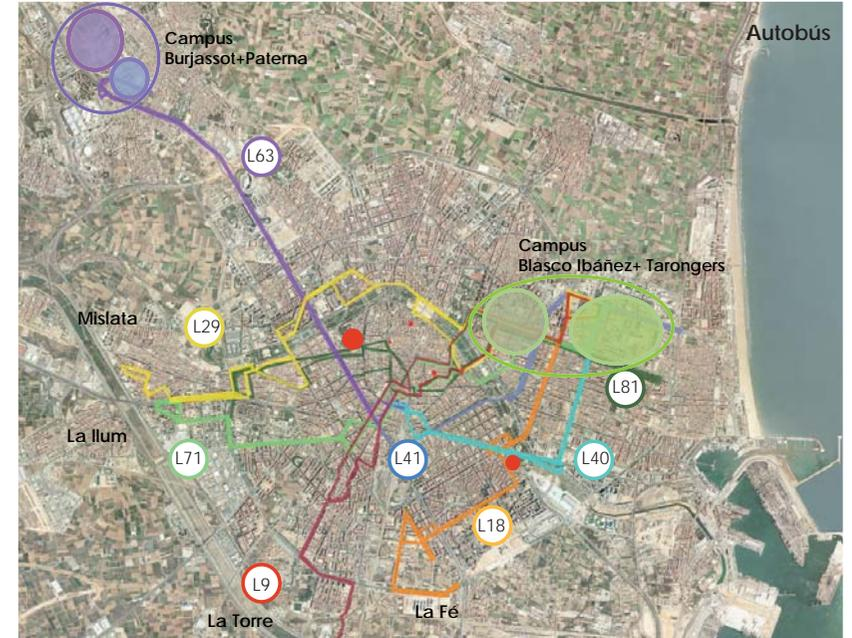 Autobús
Campus
Burjassot+Paterna
L63
Campus
Blasco Ibáñez+ Tarongers
Mislata
L29
L81
La llum
L71
L41
L40
L18
L9
La Fé
La Torre